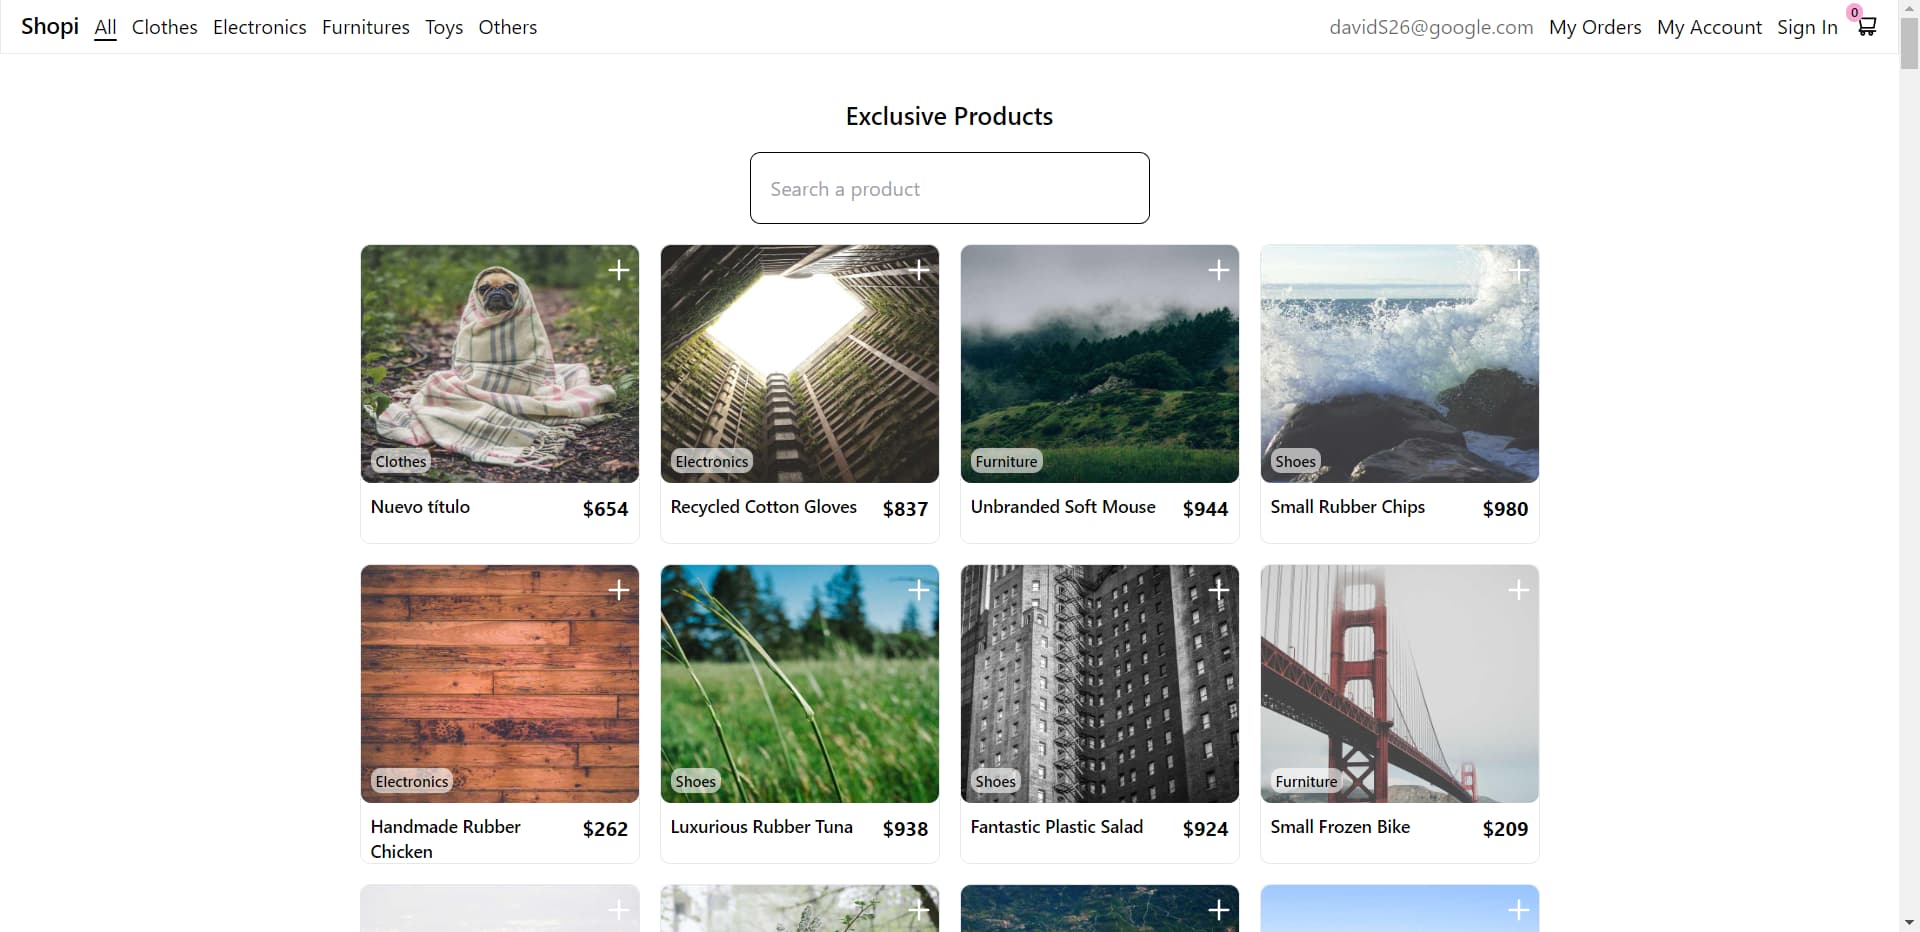 Shopi All Clothes Electronics Furnitures Toys Others davidS26@google.com My Orders My Account Sign In 0
Exclusive Products
Search a product
Clothes
Nuevo título $654
Electronics
Recycled Cotton Gloves $837
Furniture
Unbranded Soft Mouse $944
Shoes
Small Rubber Chips $980
Electronics
Handmade Rubber
Chicken $262
Shoes
Luxurious Rubber Tuna $938
Shoes
Fantastic Plastic Salad $924
Furniture
Small Frozen Bike $209